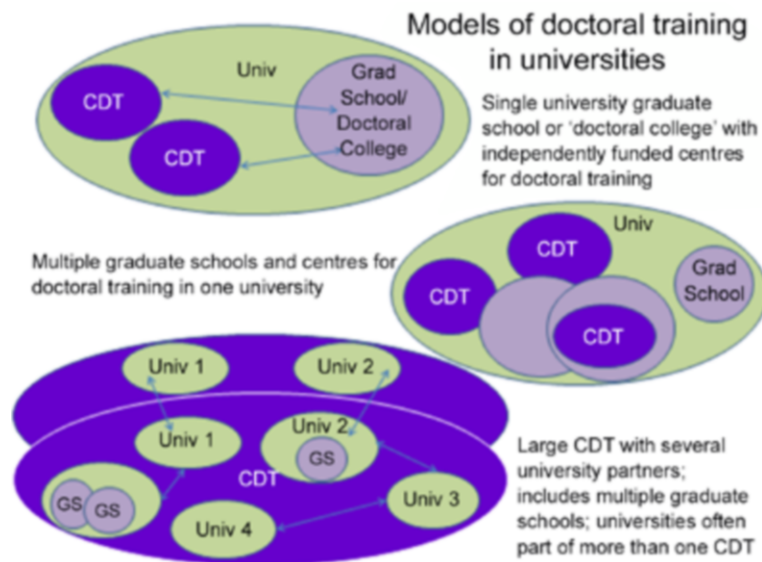 Models of doctoral training
in universities
Univ
CDT
CDT
Grad
School/
Doctoral
College
Single university graduate
school or 'doctoral college' with
independently funded centres
for doctoral training
Multiple graduate schools and centres for
doctoral training in one university
Univ
CDT
CDT
CDT
Grad
School
Univ 1
Univ 2
Univ 1
Univ 2
GS
CDT
GS
GS
Univ 3
Univ 4
Large CDT with several
university partners;
includes multiple graduate
schools; universities often
part of more than one CDT